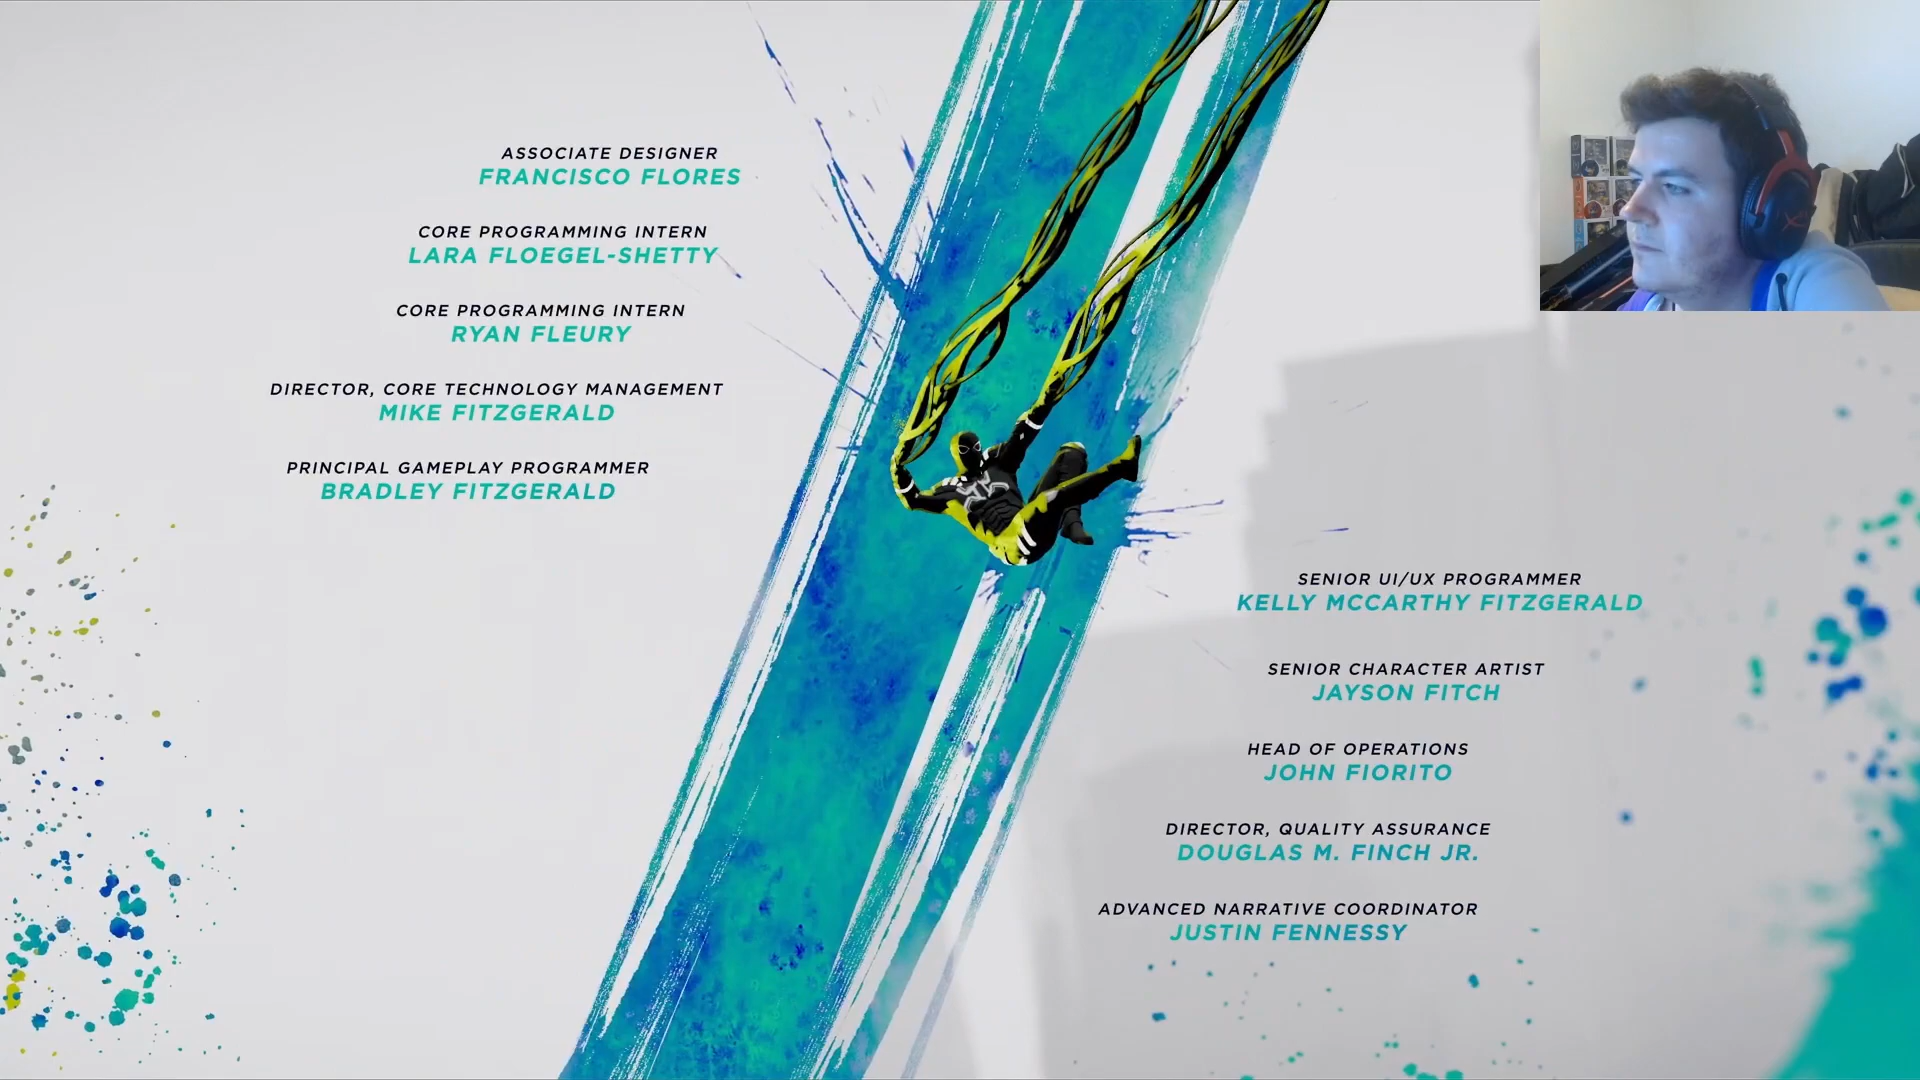 ASSOCIATE DESIGNER
FRANCISCO FLORES
CORE PROGRAMMING INTERN
LARA FLOEGEL-SHETTY
CORE PROGRAMMING INTERN
RYAN FLEURY
DIRECTOR, CORE TECHNOLOGY MANAGEMENT
MIKE FITZGERALD
PRINCIPAL GAMEPLAY PROGRAMMER
BRADLEY FITZGERALD
SENIOR UI/UX PROGRAMMER
KELLY MCCARTHY FITZGERALD
SENIOR CHARACTER ARTIST
JAYSON FITCH
HEAD OF OPERATIONS
JOHN FIORITO
DIRECTOR, QUALITY ASSURANCE
DOUGLAS M. FINCH JR.
ADVANCED NARRATIVE COORDINATOR
JUSTIN FENNESSY